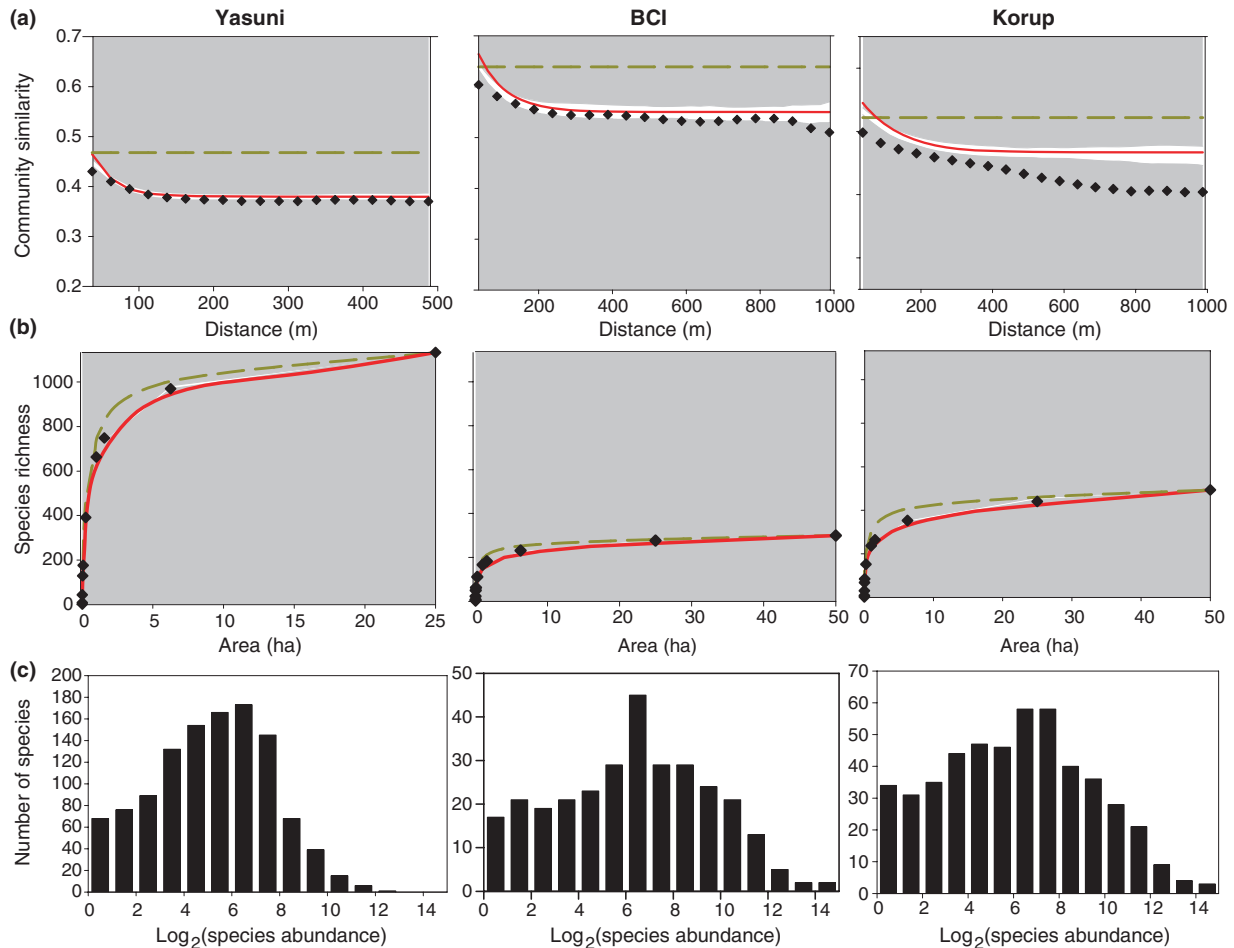 (a)
Yasuni
BCI
Korup
Community similarity
0.7
0.6
0.5
0.4
0.3
0.2
100 200 300 400 500
200 400 600 800 1000
200 400 600 800 1000
Distance (m)
Distance (m)
Distance (m)
(b)
Species richness
1000
800
600
400
200
0
0 5 10 15 20 25
0 10 20 30 40 50
0 10 20 30 40 50
Area (ha)
Area (ha)
Area (ha)
(c)
Number of species
200
180
160
140
120
100
80
60
40
20
0
0 2 4 6 8 10 12 14
50
40
30
20
10
0
0 2 4 6 8 10 12 14
70
60
50
40
30
20
10
0
0 2 4 6 8 10 12 14
Log2(species abundance)
Log2(species abundance)
Log2(species abundance)